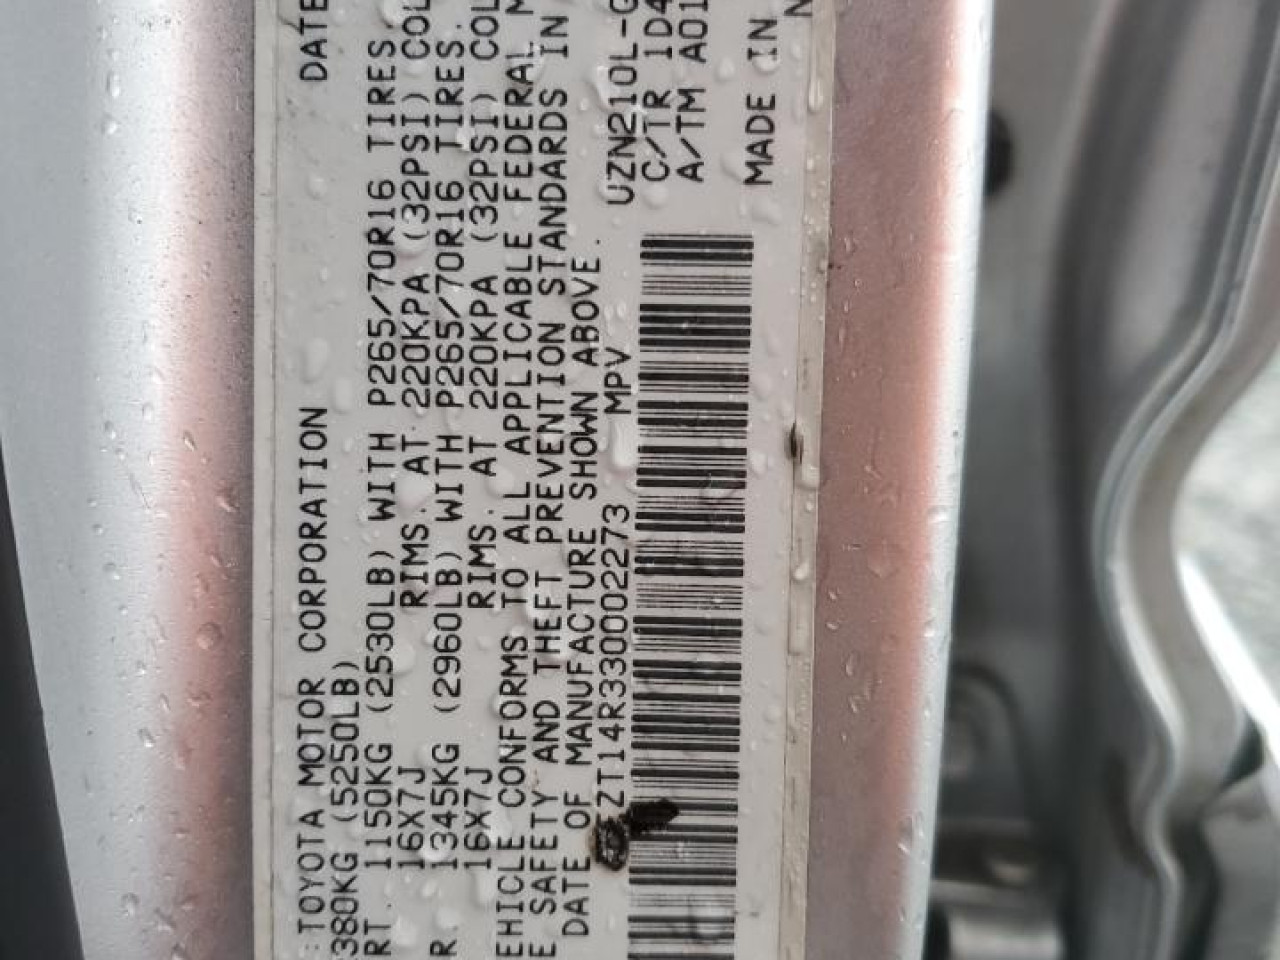 :TOYOTA MOTOR CORPORATION DATE
3880KG (5250LB)
RT. 1150KG (2530LB) WITH P265/70R16 TIRES,
16X7J RIMS. AT 220KPA (32PSI) COL
R. 1345KG (2960LB) WITH P265/70R16 TIRES,
16X7J RIMS. AT 220KPA (32PSI) COL
EHICLE CONFORMS TO ALL APPLICABLE FEDERAL M
E SAFETY AND THEFT PREVENTION STANDARDS IN
DATE OF MANUFACTURE SHOWN ABOVE.
ZT14R330002273 MPV UZN210L-G
C/TR 1D4
A/TM A01
MADE IN